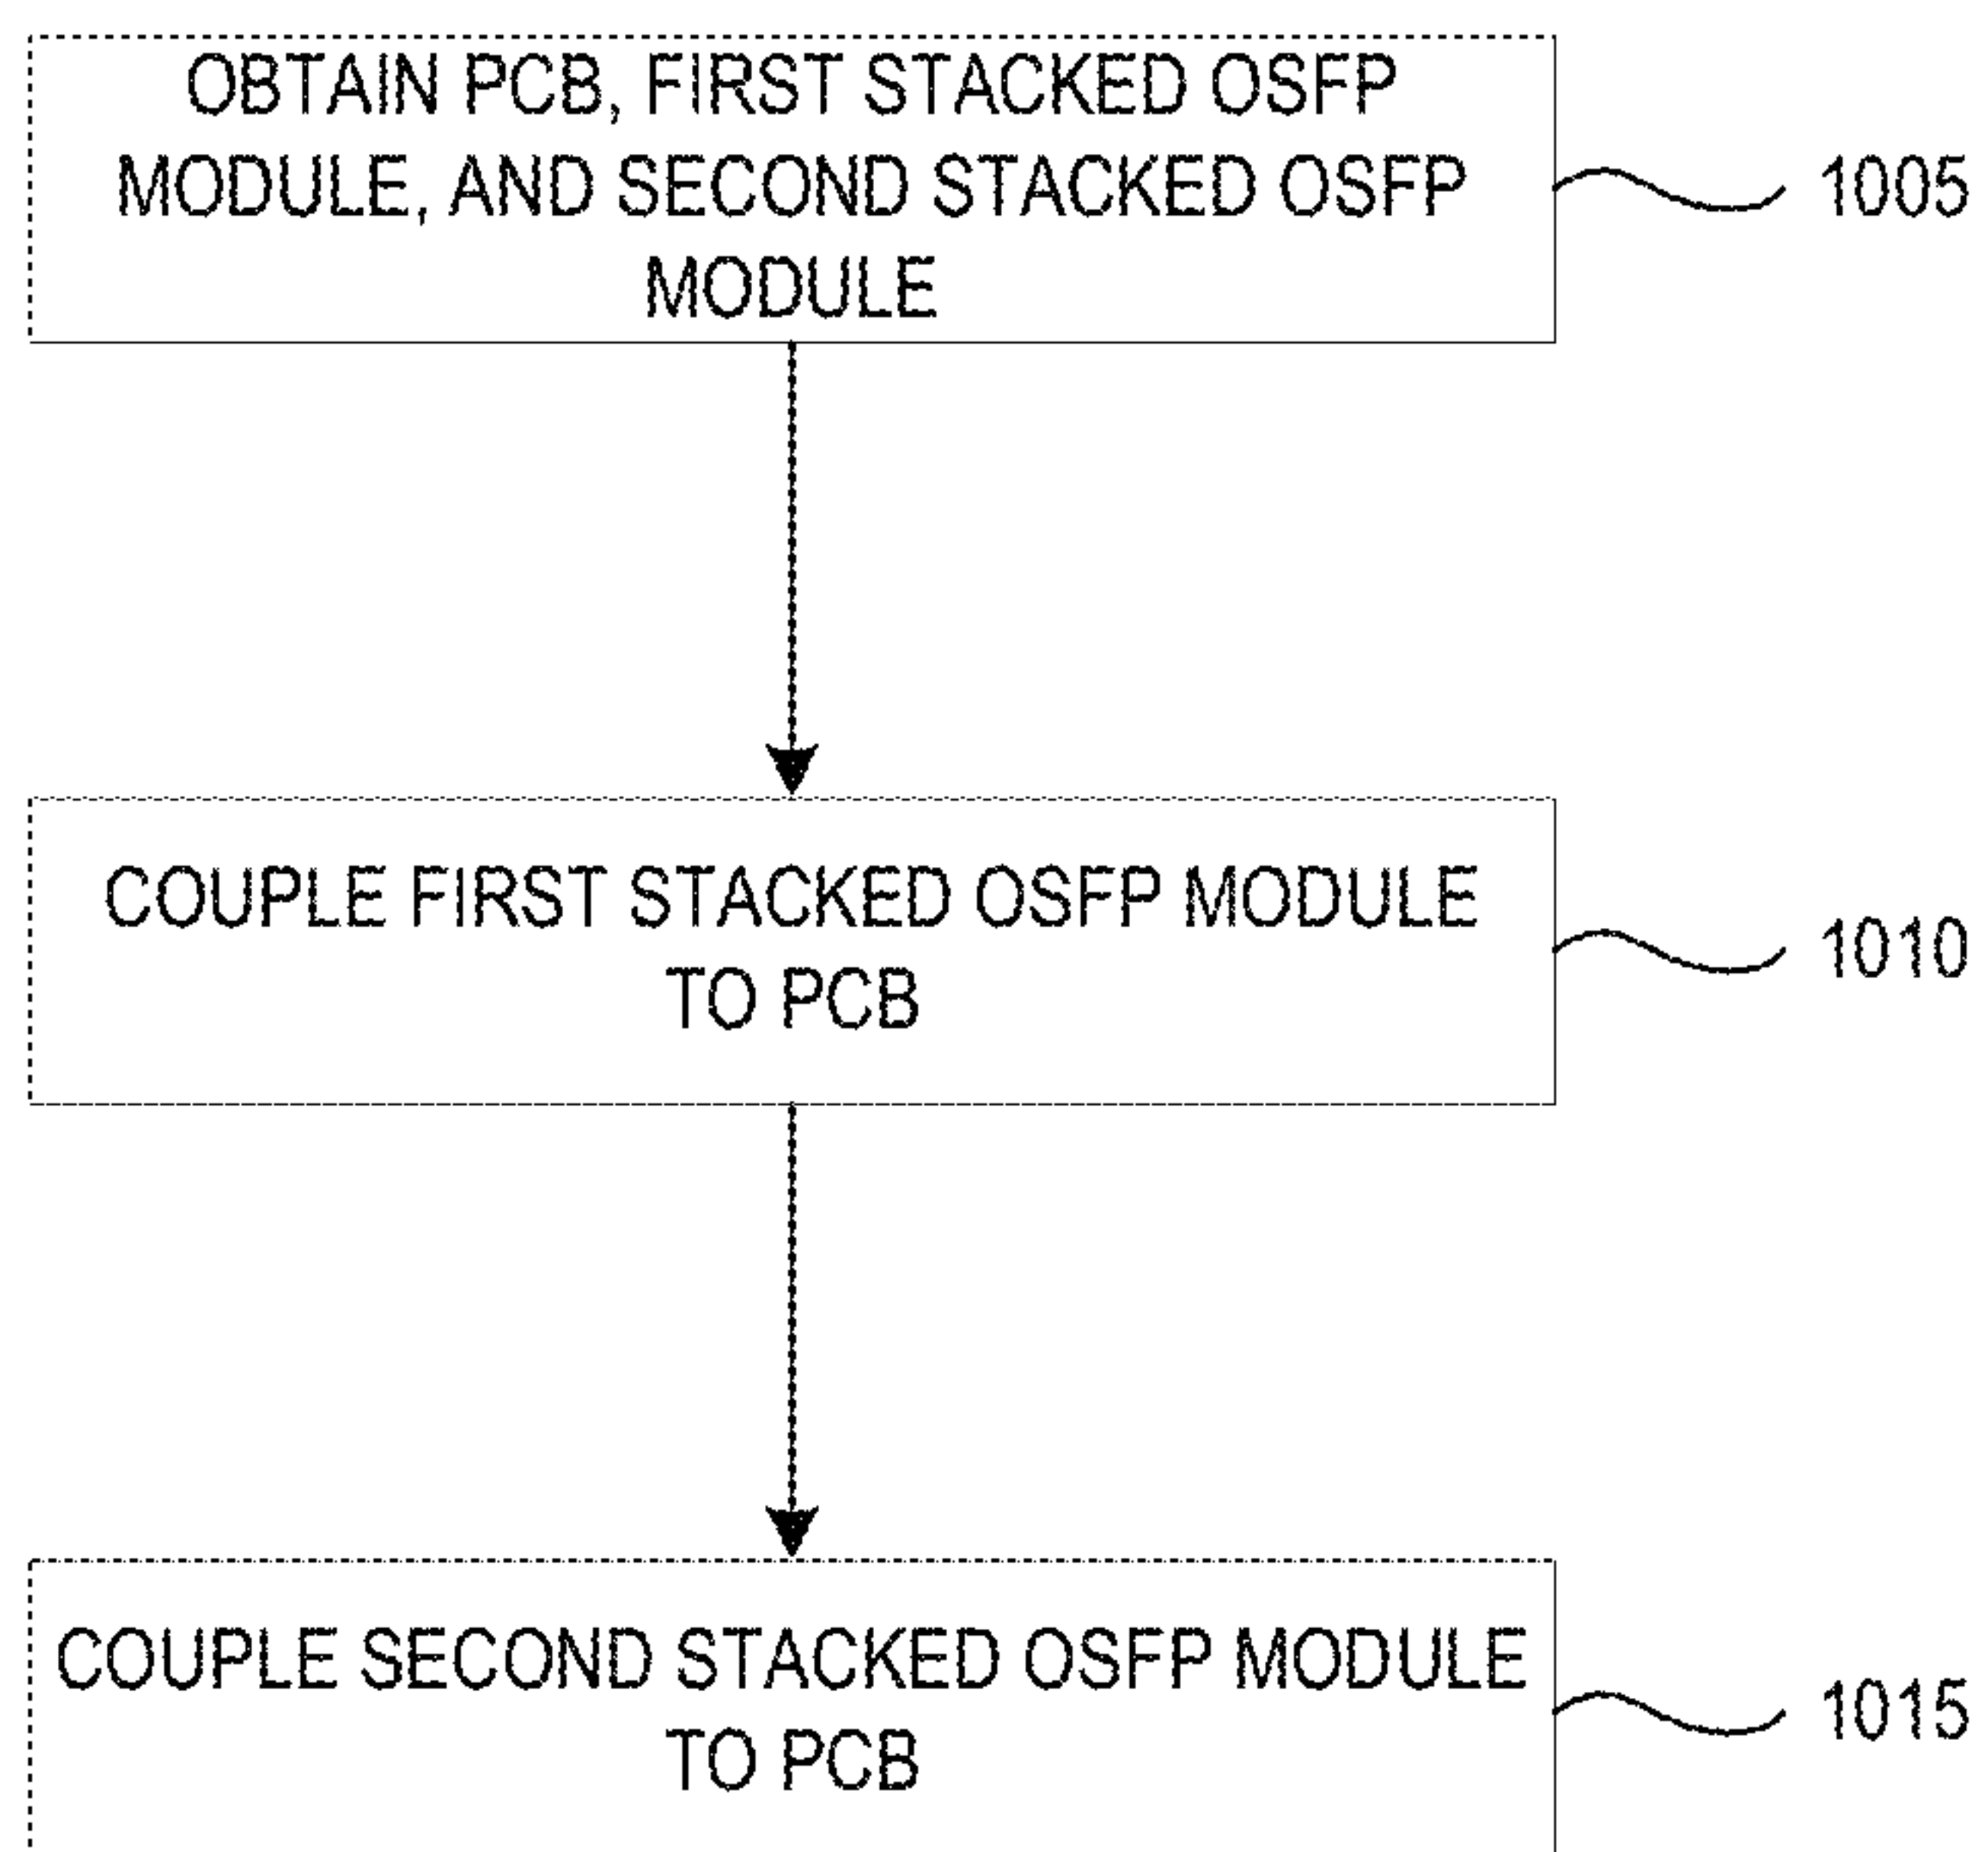 OBTAIN PCB, FIRST STACKED OSFP
MODULE, AND SECOND STACKED OSFP
MODULE
1005
COUPLE FIRST STACKED OSFP MODULE
TO PCB
1010
COUPLE SECOND STACKED OSFP MODULE
TO PCB
1015